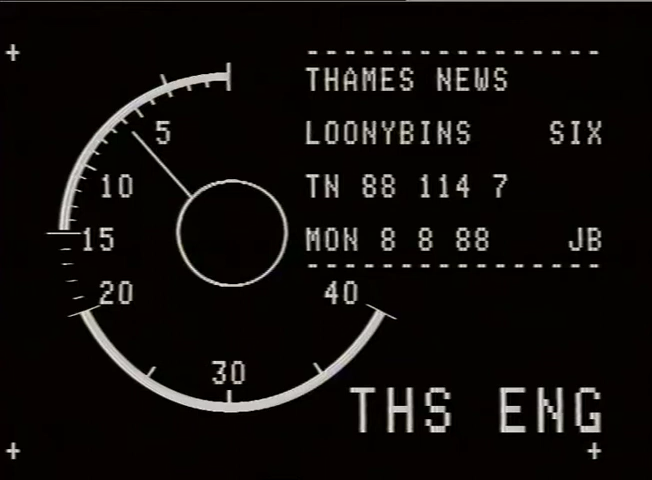 THAMES NEWS
LOONYBINS SIX
TN 88 114 7
MON 8 8 88 JB
5
10
15
20
30
40
THS ENG